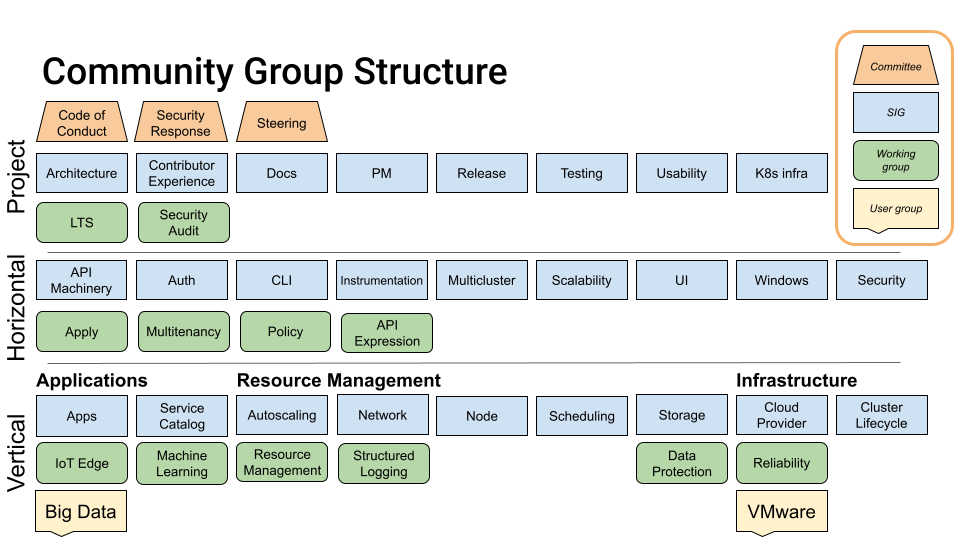 Community Group Structure
Committee
SIG
Working
group
User group
Project
Code of
Conduct
Security
Response
Steering
Architecture
Contributor
Experience
Docs
PM
Release
Testing
Usability
K8s infra
LTS
Security
Audit
Horizontal
API
Machinery
Auth
CLI
Instrumentation
Multicluster
Scalability
UI
Windows
Security
Apply
Multitenancy
Policy
API
Expression
Vertical
Applications
Resource Management
Infrastructure
Apps
Service
Catalog
Autoscaling
Network
Node
Scheduling
Storage
Cloud
Provider
Cluster
Lifecycle
IoT Edge
Machine
Learning
Resource
Management
Structured
Logging
Data
Protection
Reliability
Big Data
VMware